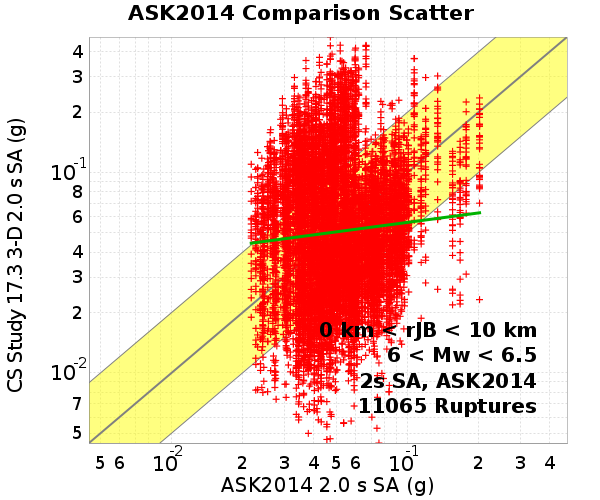 ASK2014 Comparison Scatter
CS Study 17.3 3-D 2.0 s SA (g)
4
3
2
10⁻¹
8
6
4
3
2
10⁻²
7
5
0 km < rJB < 10 km
6 < Mw < 6.5
2s SA, ASK2014
11065 Ruptures
5 6 10⁻² 2 3 4 5 6 10⁻¹ 2 3 4
ASK2014 2.0 s SA (g)